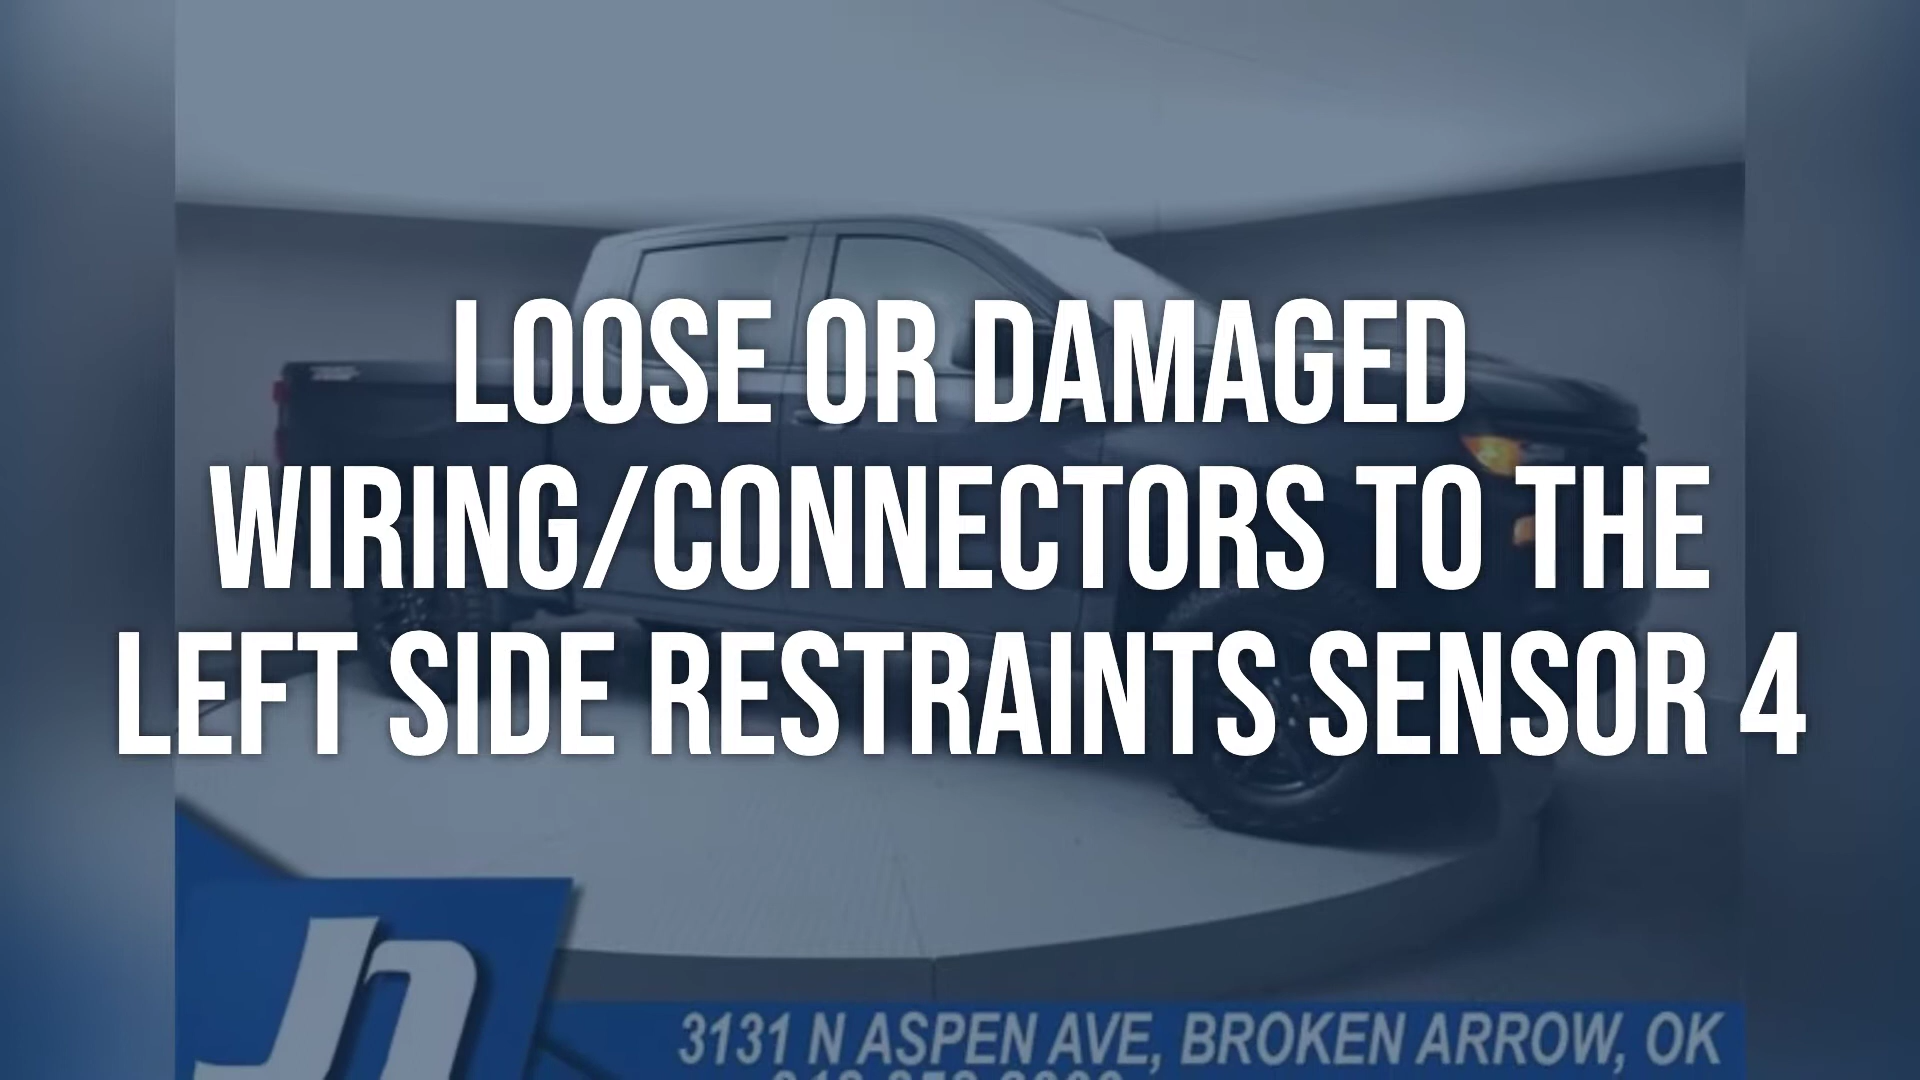 LOOSE OR DAMAGED
WIRING/CONNECTORS TO THE
LEFT SIDE RESTRAINTS SENSOR 4
3131 N ASPEN AVE, BROKEN ARROW, OK